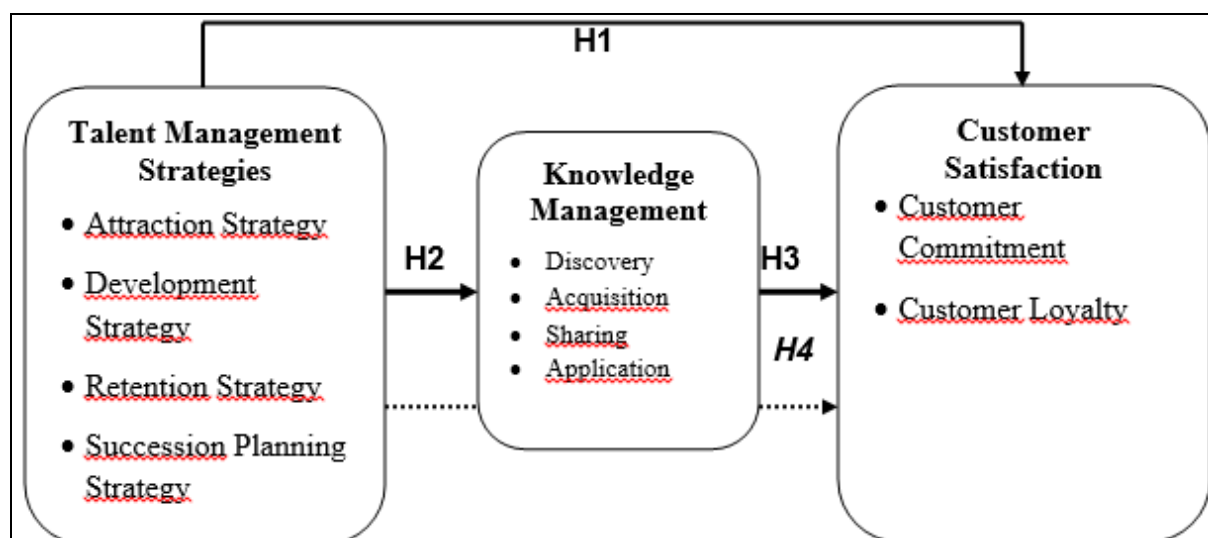 H1
Talent Management
Strategies
• Attraction Strategy
• Development
Strategy
• Retention Strategy
• Succession Planning
Strategy
H2
Knowledge
Management
• Discovery
• Acquisition
• Sharing
• Application
H3
H4
Customer
Satisfaction
• Customer
Commitment
• Customer Loyalty